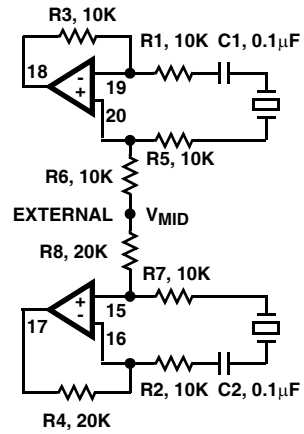 R3, 10K
R1, 10K C1, 0.1μF
18
-
19
+
20
R5, 10K
R6, 10K
EXTERNAL VMID
R8, 20K
R7, 10K
+
15
17
-
16
R2, 10K C2, 0.1μF
R4, 20K